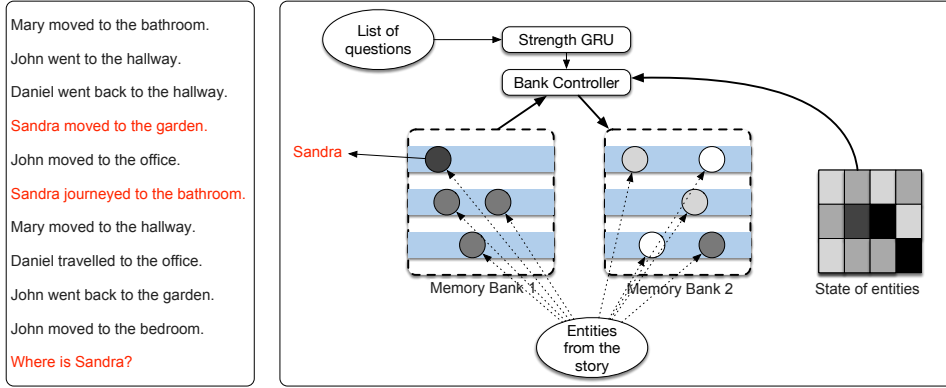 Mary moved to the bathroom.
John went to the hallway.
Daniel went back to the hallway.
Sandra moved to the garden.
John moved to the office.
Sandra journeyed to the bathroom.
Mary moved to the hallway.
Daniel travelled to the office.
John went back to the garden.
John moved to the bedroom.
Where is Sandra?
List of
questions
Strength GRU
Bank Controller
Sandra
Memory Bank 1
Memory Bank 2
State of entities
Entities
from the
story